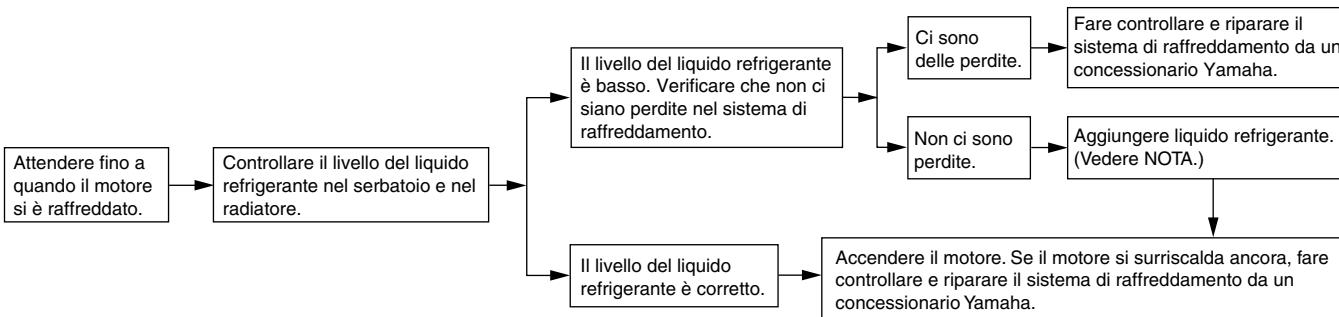 Attendere fino a
quando il motore
si è raffreddato.
Controllare il livello del liquido
refrigerante nel serbatoio e nel
radiatore.
Il livello del liquido refrigerante
è basso. Verificare che non ci
siano perdite nel sistema di
raffreddamento.
Ci sono
delle perdite.
Fare controllare e riparare il
sistema di raffreddamento da un
concessionario Yamaha.
Non ci sono
perdite.
Aggiungere liquido refrigerante.
(Vedere NOTA.)
Il livello del liquido
refrigerante è corretto.
Accendere il motore. Se il motore si surriscalda ancora, fare
controllare e riparare il sistema di raffreddamento da un
concessionario Yamaha.